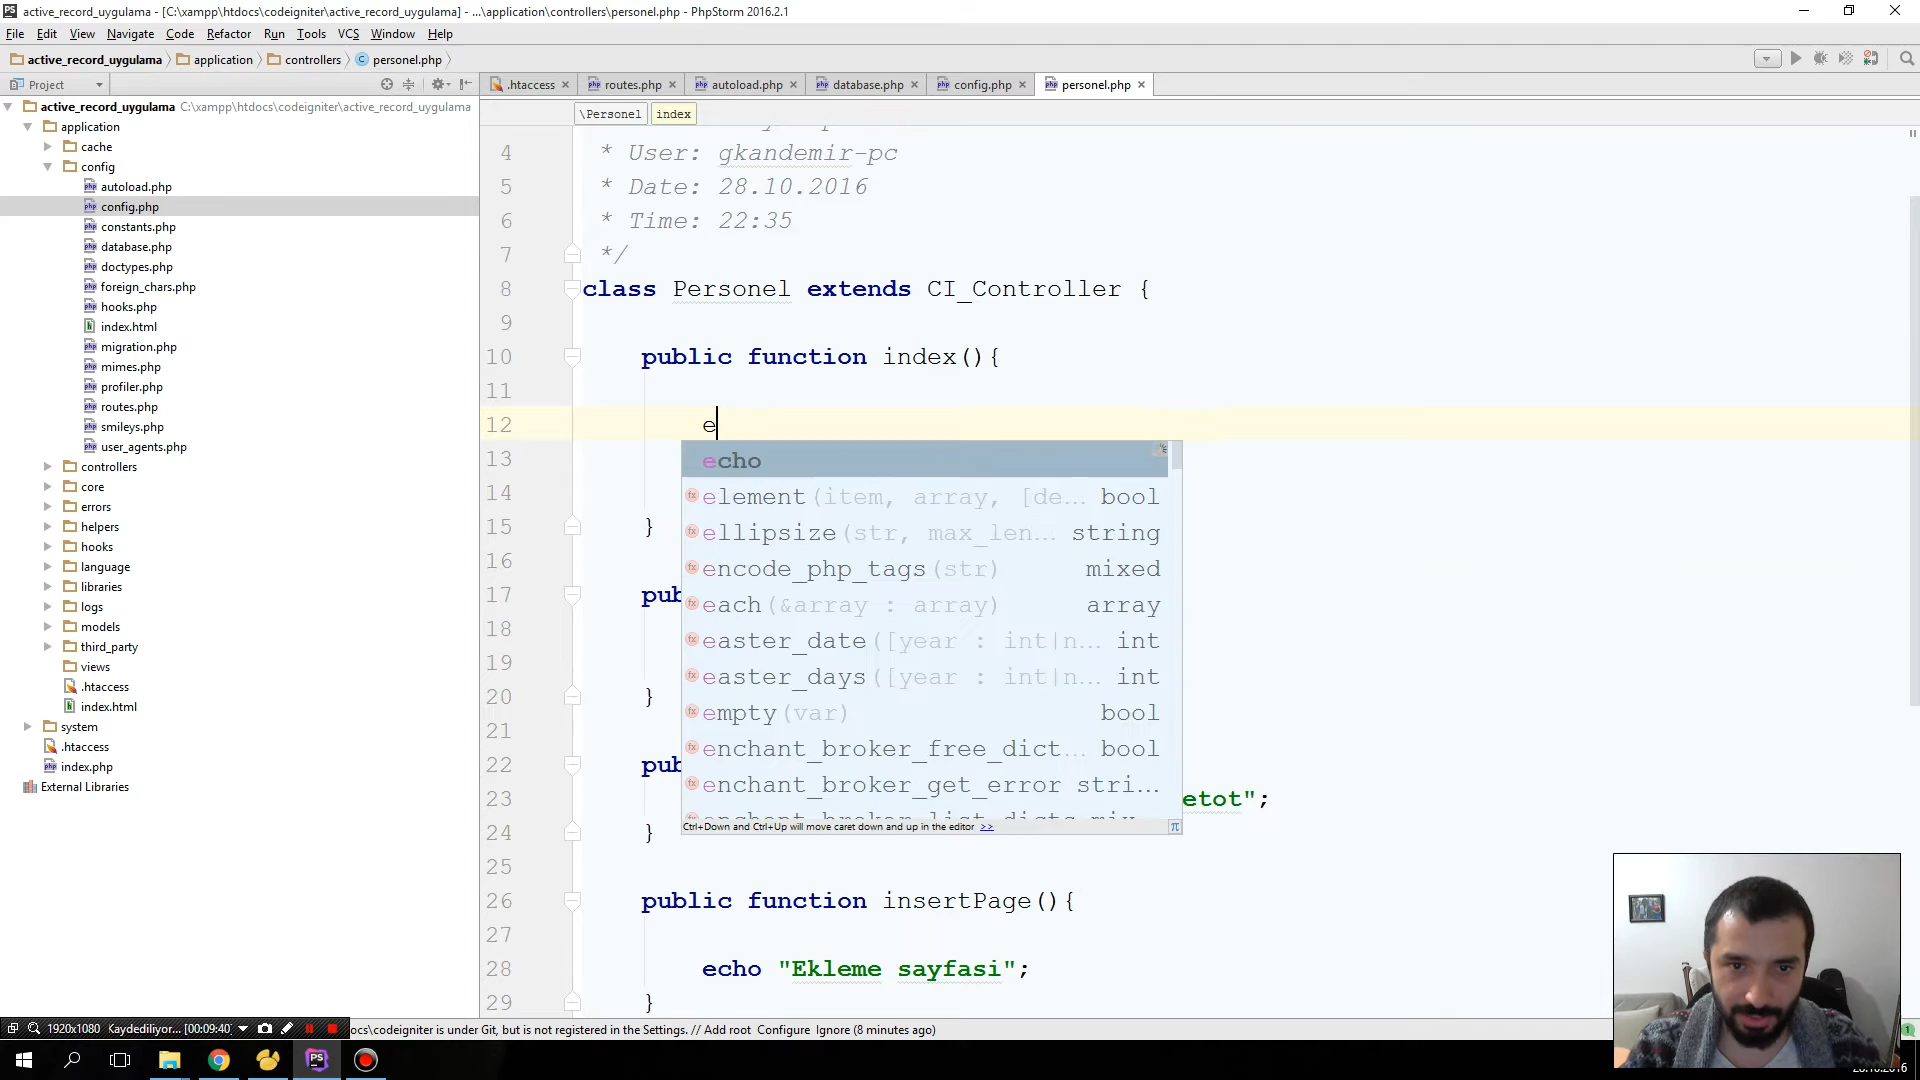 active_record_uygulama - [C:\xampp\htdocs\codeigniter\active_record_uygulama] - ...\application\controllers\personel.php - PhpStorm 2016.2.1
File Edit View Navigate Code Refactor Run Tools VCS Window Help
active_record_uygulama application controllers personel.php
Project
.htaccess routes.php autoload.php database.php config.php personel.php
active_record_uygulama C:\xampp\htdocs\codeigniter\active_record_uygulama
application
cache
config
autoload.php
config.php
constants.php
database.php
doctypes.php
foreign_chars.php
hooks.php
index.html
migration.php
mimes.php
profiler.php
routes.php
smileys.php
user_agents.php
controllers
core
errors
helpers
hooks
language
libraries
logs
models
third_party
views
.htaccess
index.html
system
.htaccess
index.php
External Libraries
\Personel index
4 * User: gkandemir-pc
5 * Date: 28.10.2016
6 * Time: 22:35
7 */
8 class Personel extends CI_Controller {
9
10 public function index(){
11
12 e
13
14
15 }
16
17 pub
18
19
20 }
21
22 pub
23 etot";
24 }
25
26 public function insertPage(){
27
28 echo "Ekleme sayfasi";
29 }
echo
element(item, array, [de... bool
ellipsize(str, max_len... string
encode_php_tags(str) mixed
each(&array : array) array
easter_date([year : int|n... int
easter_days([year : int|n... int
empty(var) bool
enchant_broker_free_dict... bool
enchant_broker_get_error stri...
Ctrl+Down and Ctrl+Up will move caret down and up in the editor >>
1920x1080 Kaydediliyor... [00:09:40]
ocs\codeigniter is under Git, but is not registered in the Settings. // Add root Configure Ignore (8 minutes ago)